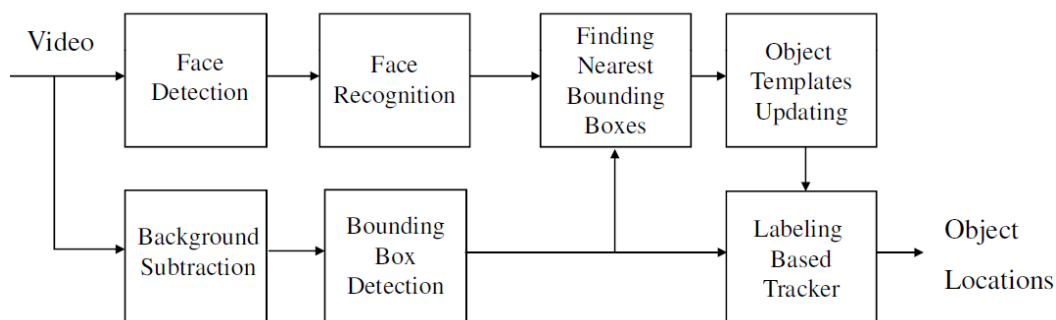 Video
Face
Detection
Face
Recognition
Finding
Nearest
Bounding
Boxes
Object
Templates
Updating
Background
Subtraction
Bounding
Box
Detection
Labeling
Based
Tracker
Object
Locations